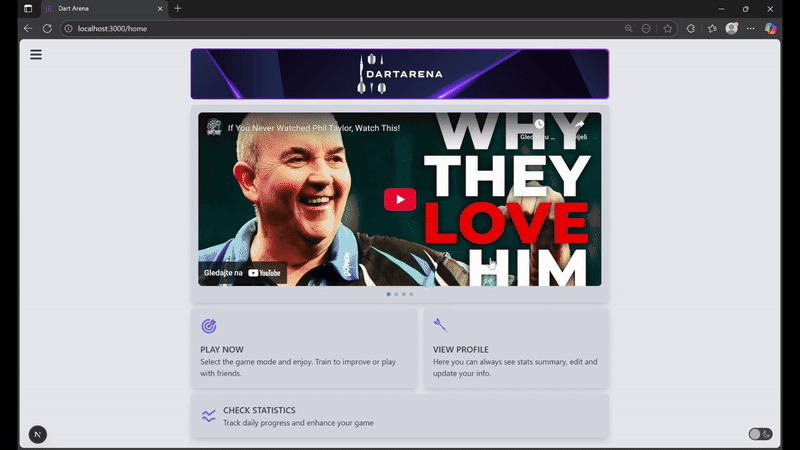 Dart Arena
localhost:3000/home
DARTARENA
If You Never Watched Phil Taylor, Watch This!
WHY
THEY
LOVE
HIM
Gledajte na YouTube
PLAY NOW
Select the game mode and enjoy. Train to improve or play
with friends.
VIEW PROFILE
Here you can always see stats summary, edit and
update your info.
CHECK STATISTICS
Track daily progress and enhance your game
N